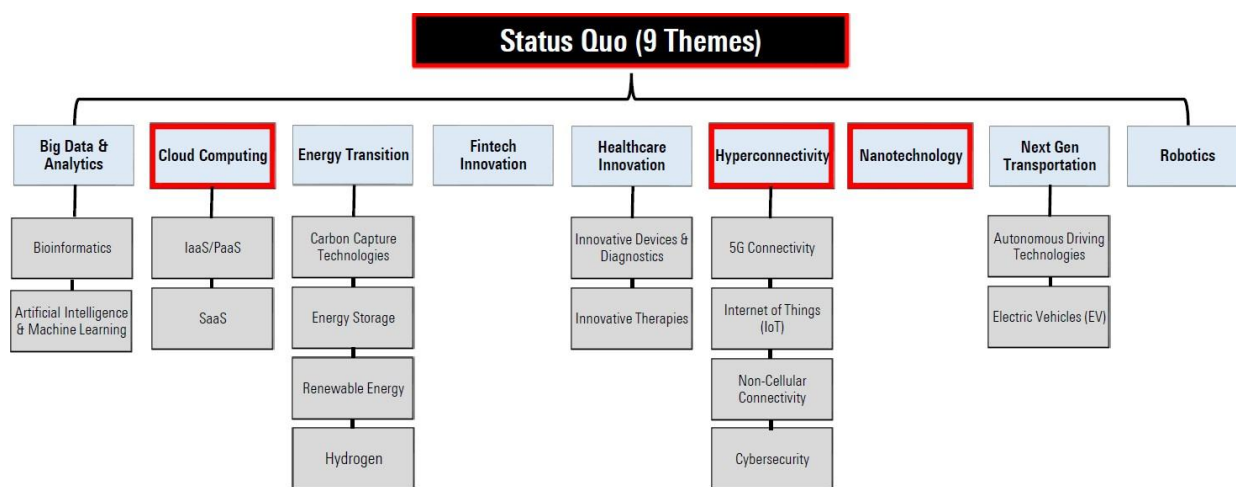 Status Quo (9 Themes)
Big Data &
Analytics
Cloud Computing
Energy Transition
Fintech
Innovation
Healthcare
Innovation
Hyperconnectivity
Nanotechnology
Next Gen
Transportation
Robotics
Bioinformatics
Artificial Intelligence
& Machine Learning
IaaS/PaaS
SaaS
Carbon Capture
Technologies
Energy Storage
Renewable Energy
Hydrogen
Innovative Devices &
Diagnostics
Innovative Therapies
5G Connectivity
Internet of Things
(IoT)
Non-Cellular
Connectivity
Cybersecurity
Autonomous Driving
Technologies
Electric Vehicles (EV)